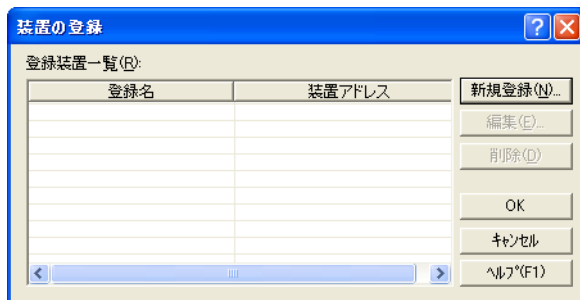 装置の登録
登録装置一覧(R):
登録名 装置アドレス
新規登録(N)...
編集(E)...
削除(D)
OK
キャンセル
ヘルプ(F1)